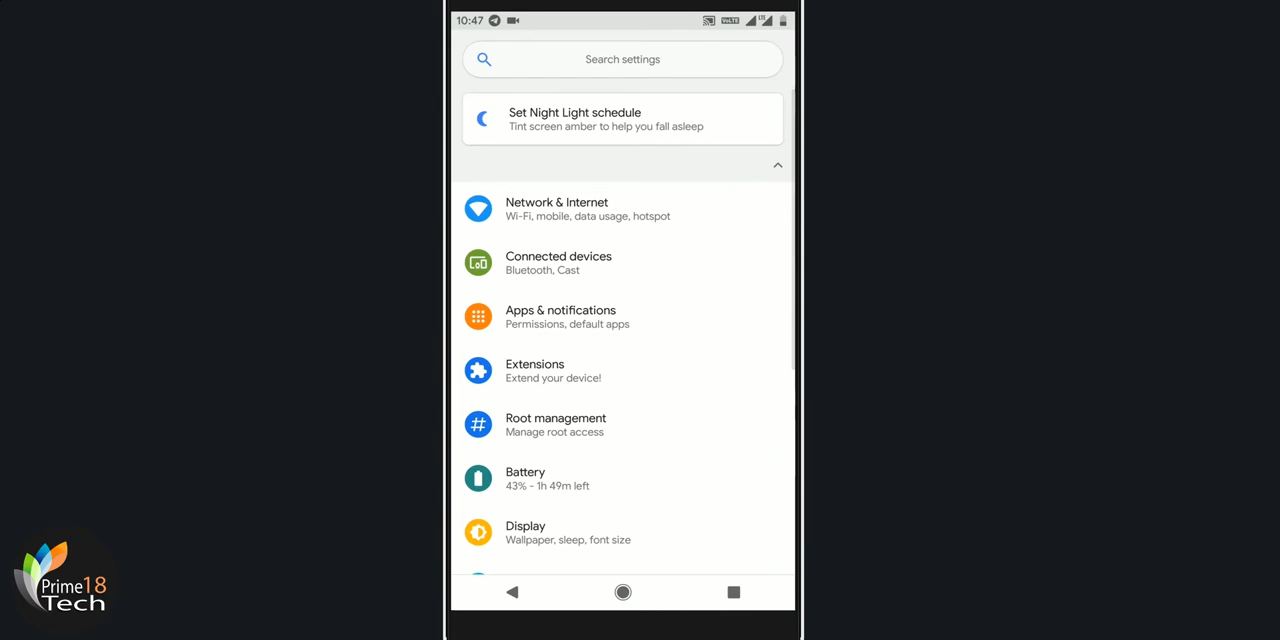 10:47
VoLTE
LTE
Search settings
Set Night Light schedule
Tint screen amber to help you fall asleep
Network & Internet
Wi-Fi, mobile, data usage, hotspot
Connected devices
Bluetooth, Cast
Apps & notifications
Permissions, default apps
Extensions
Extend your device!
Root management
Manage root access
Battery
43% - 1h 49m left
Display
Wallpaper, sleep, font size
Prime18
Tech